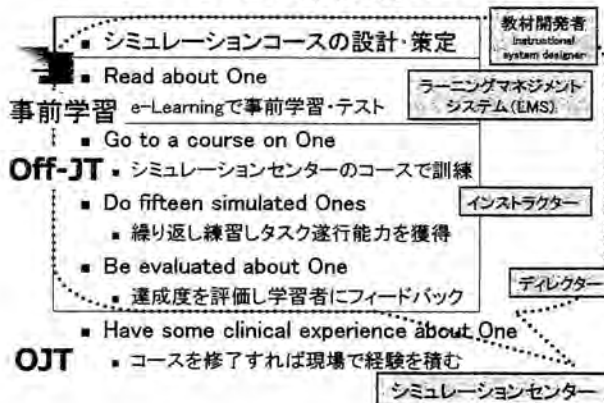 教材開発者
Instructional
system designer
▪ シミュレーションコースの設計・策定
▪ Read about One
ラーニングマネジメント
システム(LMS)
事前学習
e-Learningで事前学習・テスト
▪ Go to a course on One
Off-JT ▪ シミュレーションセンターのコースで訓練
▪ Do fifteen simulated Ones
インストラクター
▪ 繰り返し練習しタスク遂行能力を獲得
▪ Be evaluated about One
ディレクター
▪ 達成度を評価し学習者にフィードバック
▪ Have some clinical experience about One
OJT ▪ コースを修了すれば現場で経験を積む
シミュレーションセンター